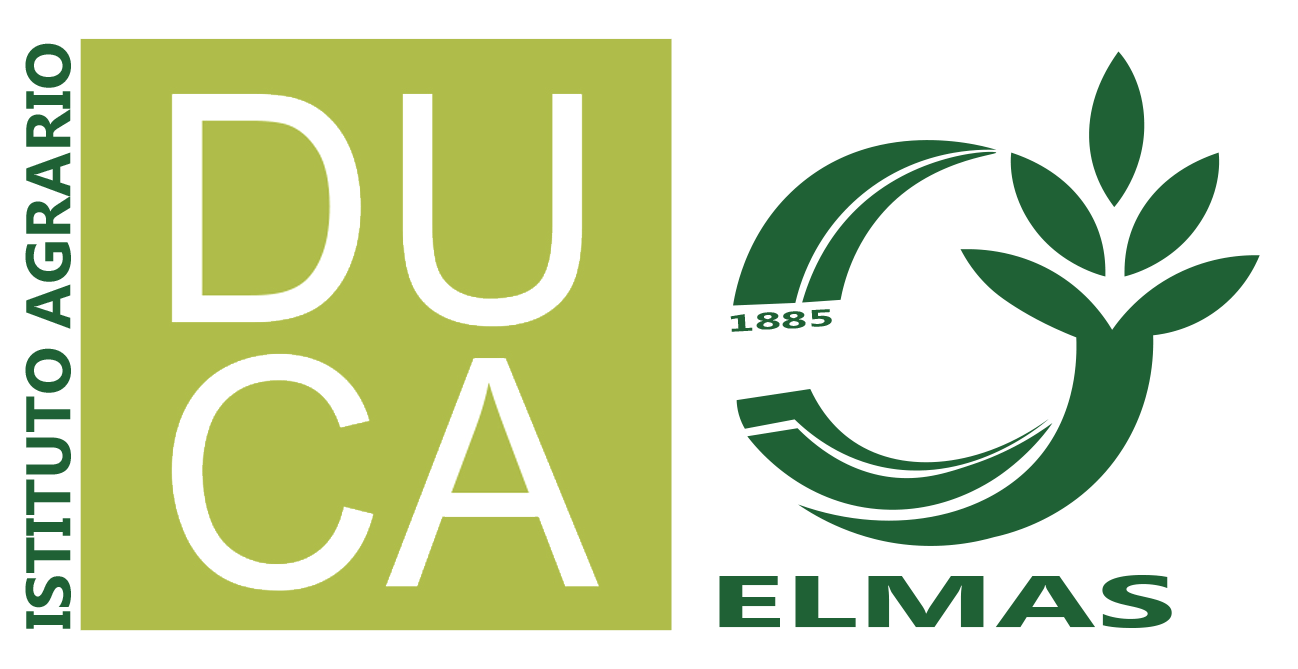 ISTITUTO AGRARIO
DU
CA
1885
ELMAS